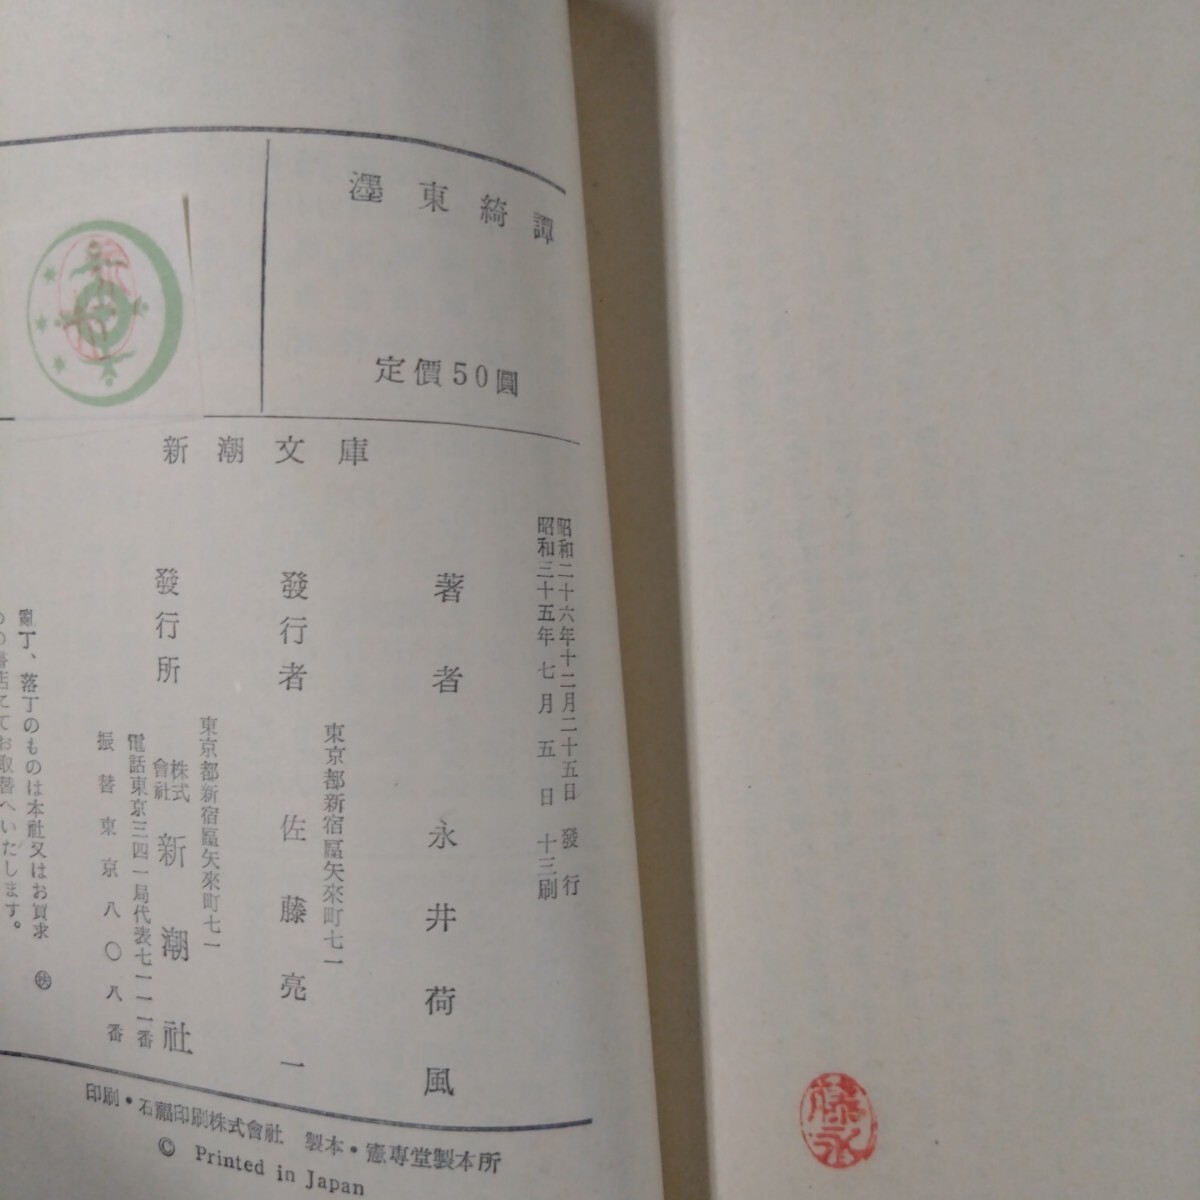 濹東綺譚
定價50圓
新潮文庫
昭和二十六年十二月二十五日 發行
昭和三十五年七月五日 十三刷
著者 永井荷風
東京都新宿區矢來町七一
發行者 佐藤亮一
東京都新宿區矢來町七一
發行所 株式會社 新潮社
電話東京三四一局代表七一一一番
振替東京八〇八番
亂丁、落丁のものは本社又はお買求
めの書店にてお取替へいたします。
印刷・石福印刷株式會社 製本・憲専堂製本所
© Printed in Japan
藤永